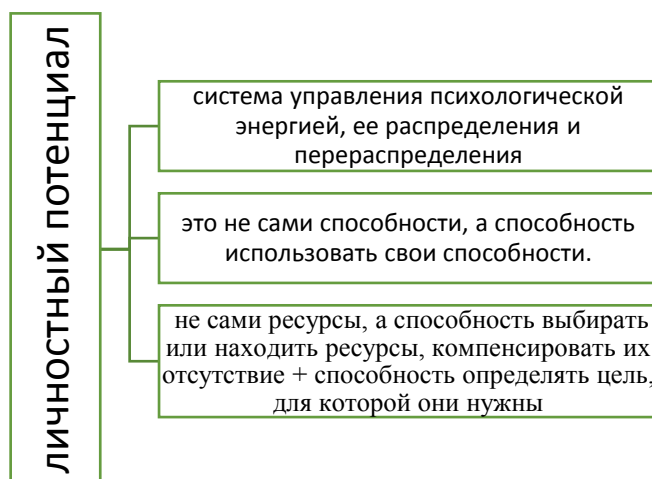 личностный потенциал
система управления психологической
энергией, ее распределения и
перераспределения
это не сами способности, а способность
использовать свои способности.
не сами ресурсы, а способность выбирать
или находить ресурсы, компенсировать их
отсутствие + способность определять цель,
для которой они нужны